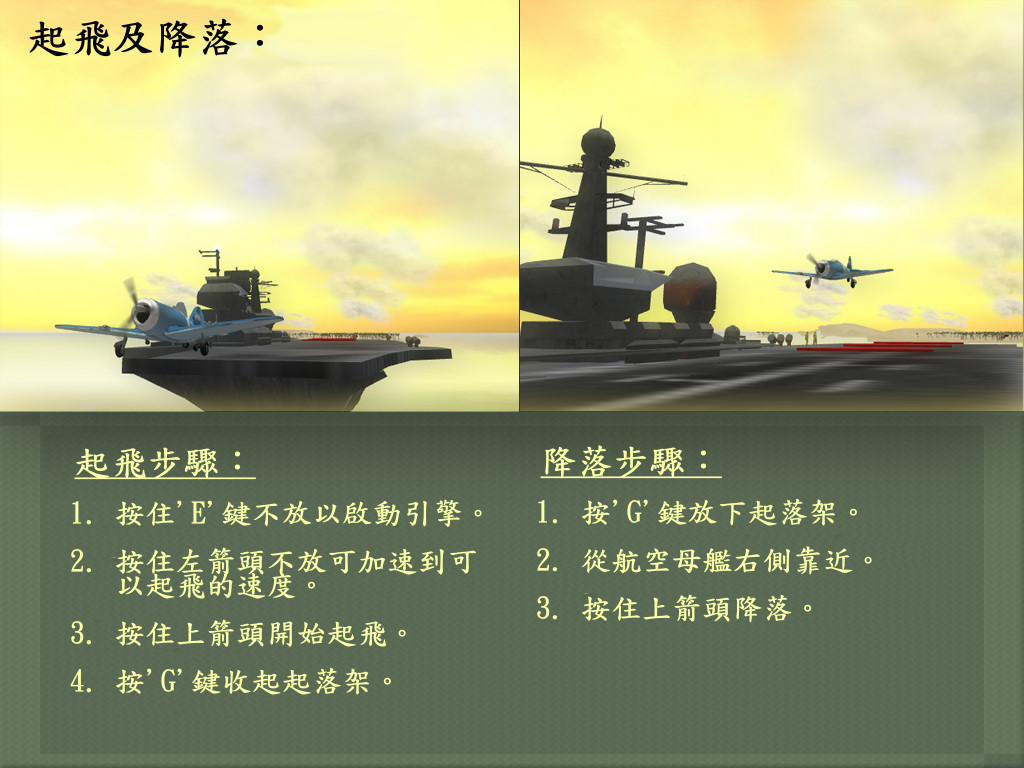 起飛及降落：
起飛步驟：
1. 按住'E'鍵不放以啟動引擎。
2. 按住左箭頭不放可加速到可
以起飛的速度。
3. 按住上箭頭開始起飛。
4. 按'G'鍵收起起落架。
降落步驟：
1. 按'G'鍵放下起落架。
2. 從航空母艦右側靠近。
3. 按住上箭頭降落。